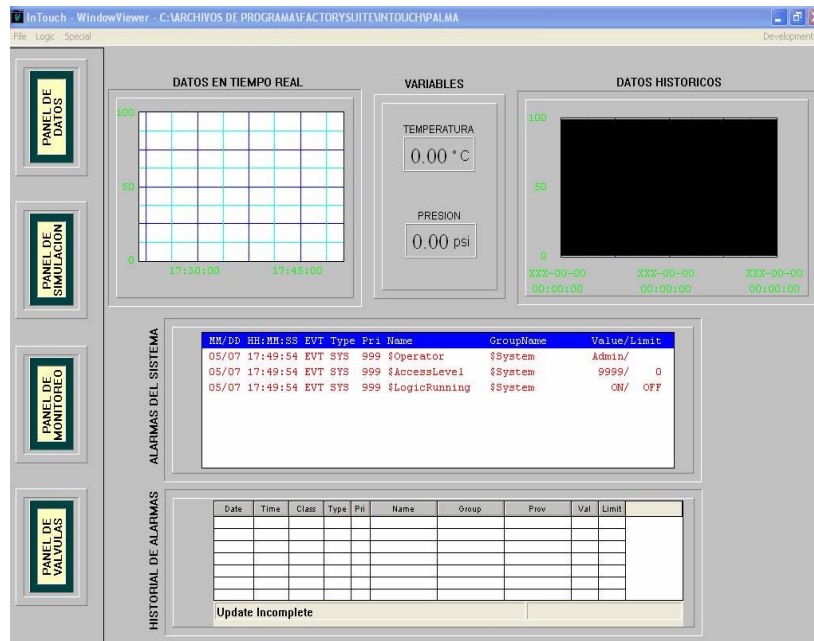 InTouch - WindowViewer - C:\ARCHIVOS DE PROGRAMA\FACTORYSUITE\INTOUCH\PALMA
File Logic Special
Development
PANEL DE
DATOS
PANEL DE
SIMULACION
PANEL DE
MONITOREO
PANEL DE
VALVULAS
DATOS EN TIEMPO REAL
100
50
0
17:30:00 17:45:00
VARIABLES
TEMPERATURA
0.00 °C
PRESION
0.00 psi
DATOS HISTORICOS
100
50
0
XXX-00-00 XXX-00-00 XXX-00-00
00:00:00 00:00:00 00:00:00
ALARMAS DEL SISTEMA
MM/DD HH:MM:SS EVT Type Pri Name GroupName Value/Limit
05/07 17:49:54 EVT SYS 999 $Operator $System Admin/
05/07 17:49:54 EVT SYS 999 $AccessLevel $System 9999/ 0
05/07 17:49:54 EVT SYS 999 $LogicRunning $System ON/ OFF
HISTORIAL DE ALARMAS
Date Time Class Type Pri Name Group Prov Val Limit
Update Incomplete